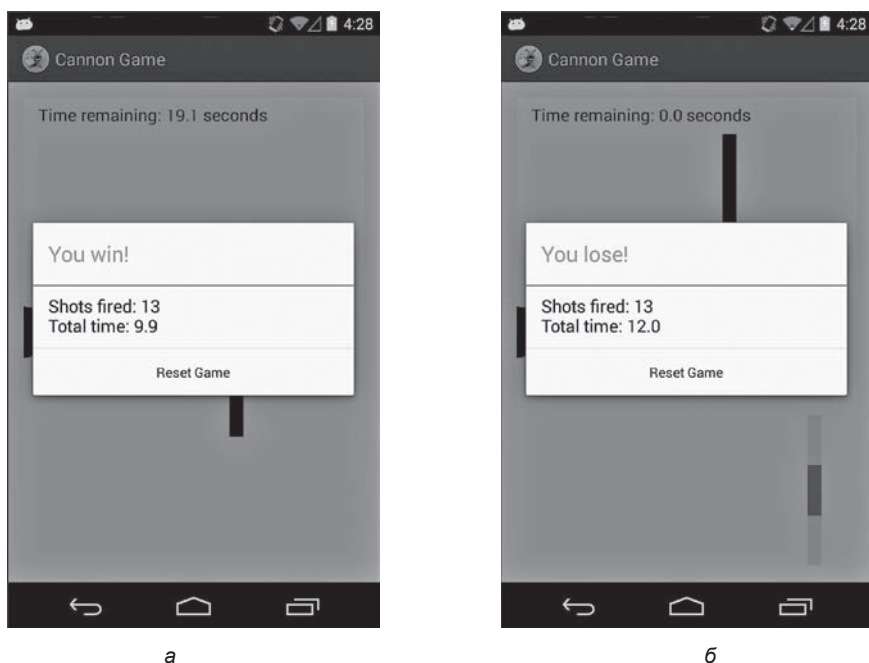 4:28
Cannon Game
Time remaining: 19.1 seconds
You win!
Shots fired: 13
Total time: 9.9
Reset Game
а
4:28
Cannon Game
Time remaining: 0.0 seconds
You lose!
Shots fired: 13
Total time: 12.0
Reset Game
б